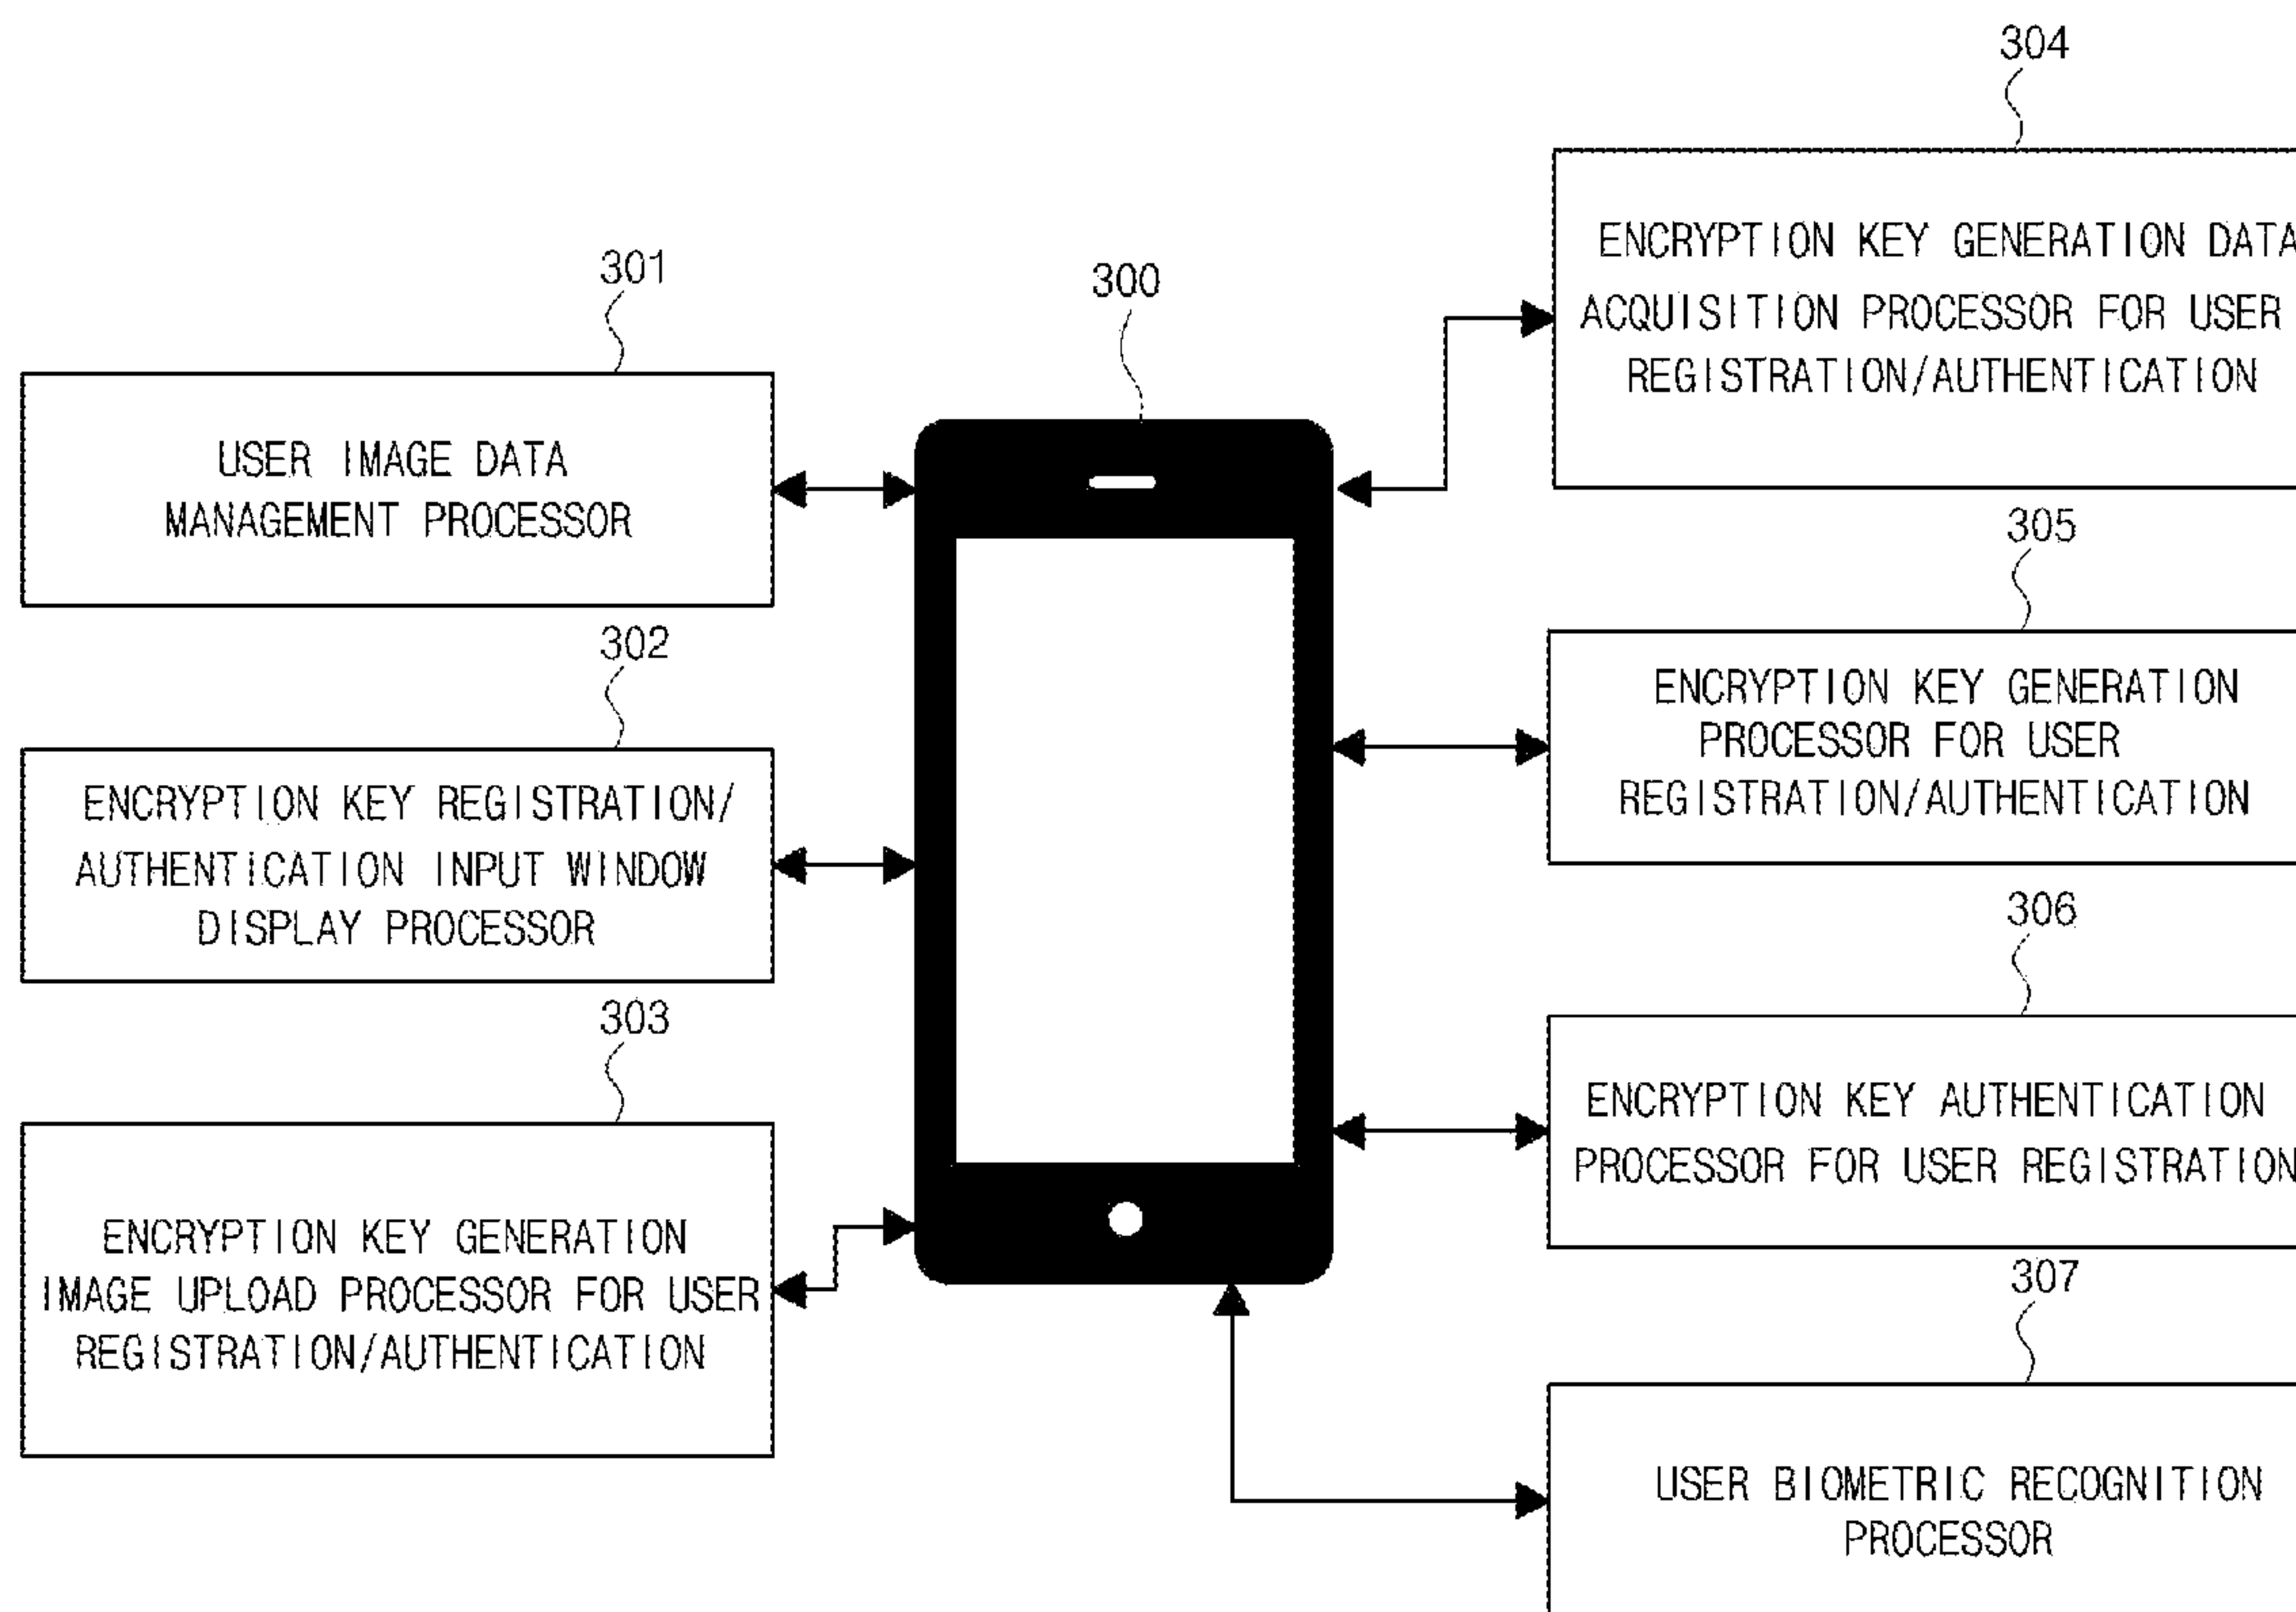 304
ENCRYPTION KEY GENERATION DATA
ACQUISITION PROCESSOR FOR USER
REGISTRATION/AUTHENTICATION
301
USER IMAGE DATA
MANAGEMENT PROCESSOR
300
305
ENCRYPTION KEY GENERATION
PROCESSOR FOR USER
REGISTRATION/AUTHENTICATION
302
ENCRYPTION KEY REGISTRATION/
AUTHENTICATION INPUT WINDOW
DISPLAY PROCESSOR
306
ENCRYPTION KEY AUTHENTICATION
PROCESSOR FOR USER REGISTRATION
303
ENCRYPTION KEY GENERATION
IMAGE UPLOAD PROCESSOR FOR USER
REGISTRATION/AUTHENTICATION
307
USER BIOMETRIC RECOGNITION
PROCESSOR